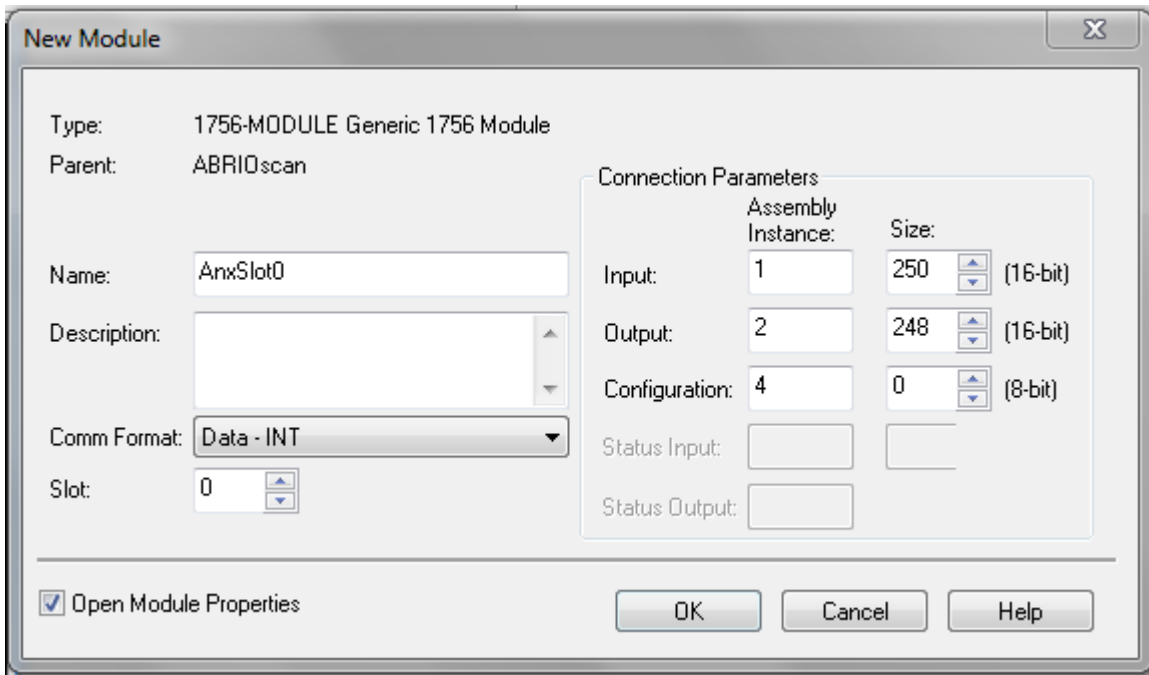 New Module
Type: 1756-MODULE Generic 1756 Module
Parent: ABRIOscan
Connection Parameters
Assembly Instance: Size:
Name: AnxSlot0
Input: 1 250 (16-bit)
Description:
Output: 2 248 (16-bit)
Configuration: 4 0 (8-bit)
Comm Format: Data - INT
Status Input:
Slot: 0
Status Output:
Open Module Properties
OK Cancel Help